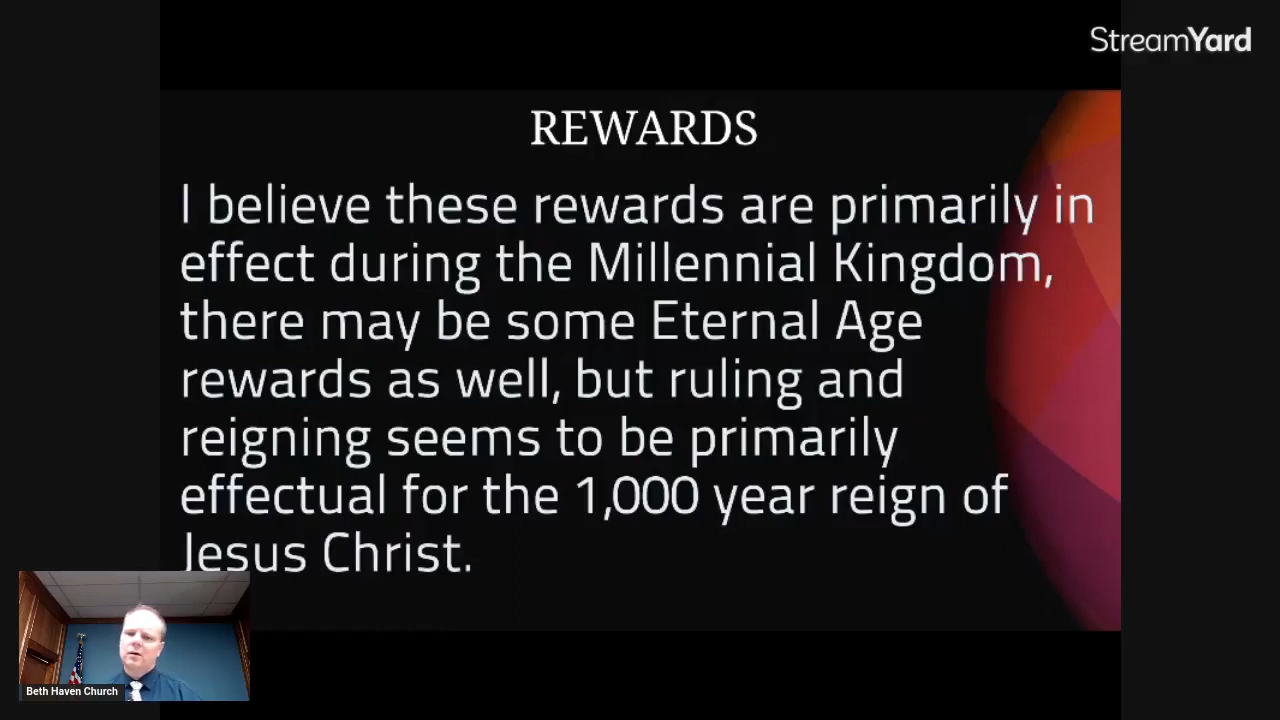 StreamYard
REWARDS
I believe these rewards are primarily in
effect during the Millennial Kingdom,
there may be some Eternal Age
rewards as well, but ruling and
reigning seems to be primarily
effectual for the 1,000 year reign of
Jesus Christ.
Beth Haven Church